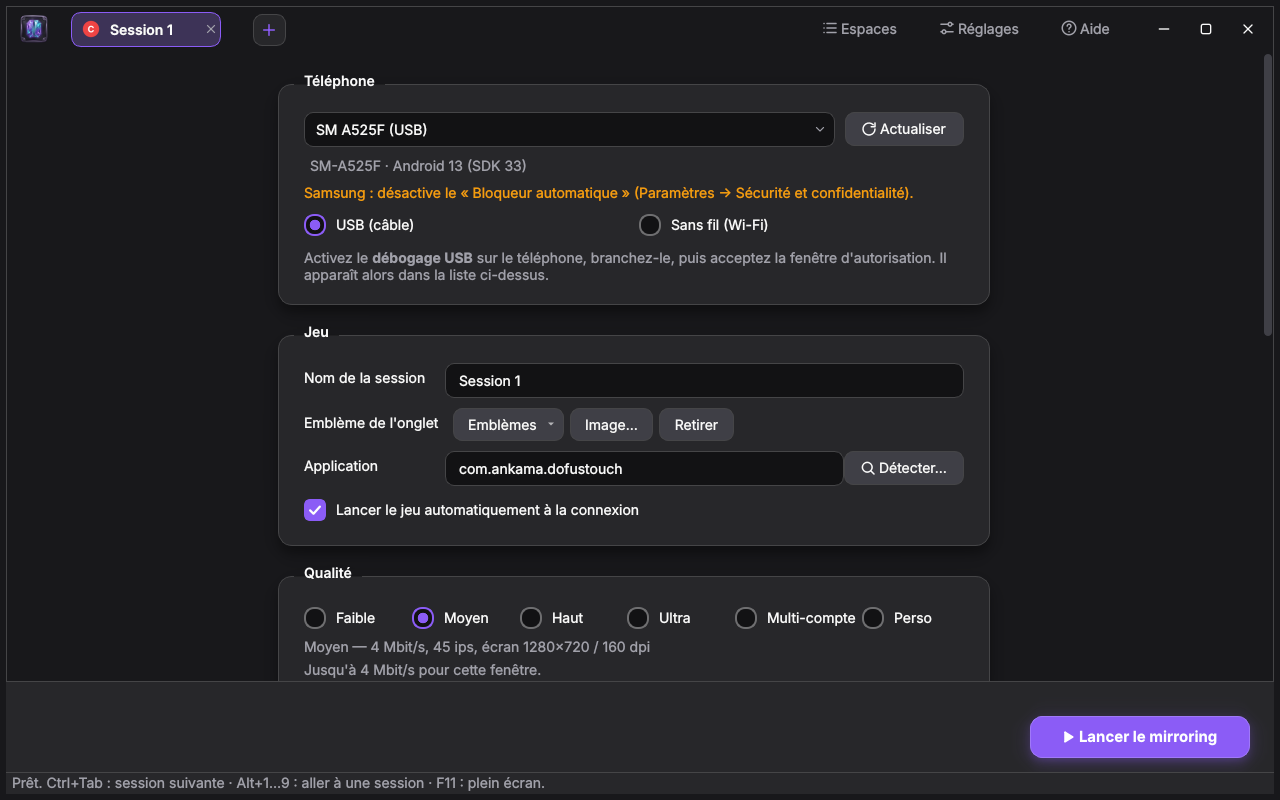 C Session 1
Espaces
Réglages
Aide
Téléphone
SM A525F (USB)
Actualiser
SM-A525F · Android 13 (SDK 33)
Samsung : désactive le « Bloqueur automatique » (Paramètres → Sécurité et confidentialité).
USB (câble)
Sans fil (Wi-Fi)
Activez le débogage USB sur le téléphone, branchez-le, puis acceptez la fenêtre d'autorisation. Il
apparaît alors dans la liste ci-dessus.
Jeu
Nom de la session
Session 1
Emblème de l'onglet
Emblèmes
Image...
Retirer
Application
com.ankama.dofustouch
Détecter...
Lancer le jeu automatiquement à la connexion
Qualité
Faible
Moyen
Haut
Ultra
Multi-compte
Perso
Moyen — 4 Mbit/s, 45 ips, écran 1280×720 / 160 dpi
Jusqu'à 4 Mbit/s pour cette fenêtre.
Lancer le mirroring
Prêt. Ctrl+Tab : session suivante · Alt+1…9 : aller à une session · F11 : plein écran.